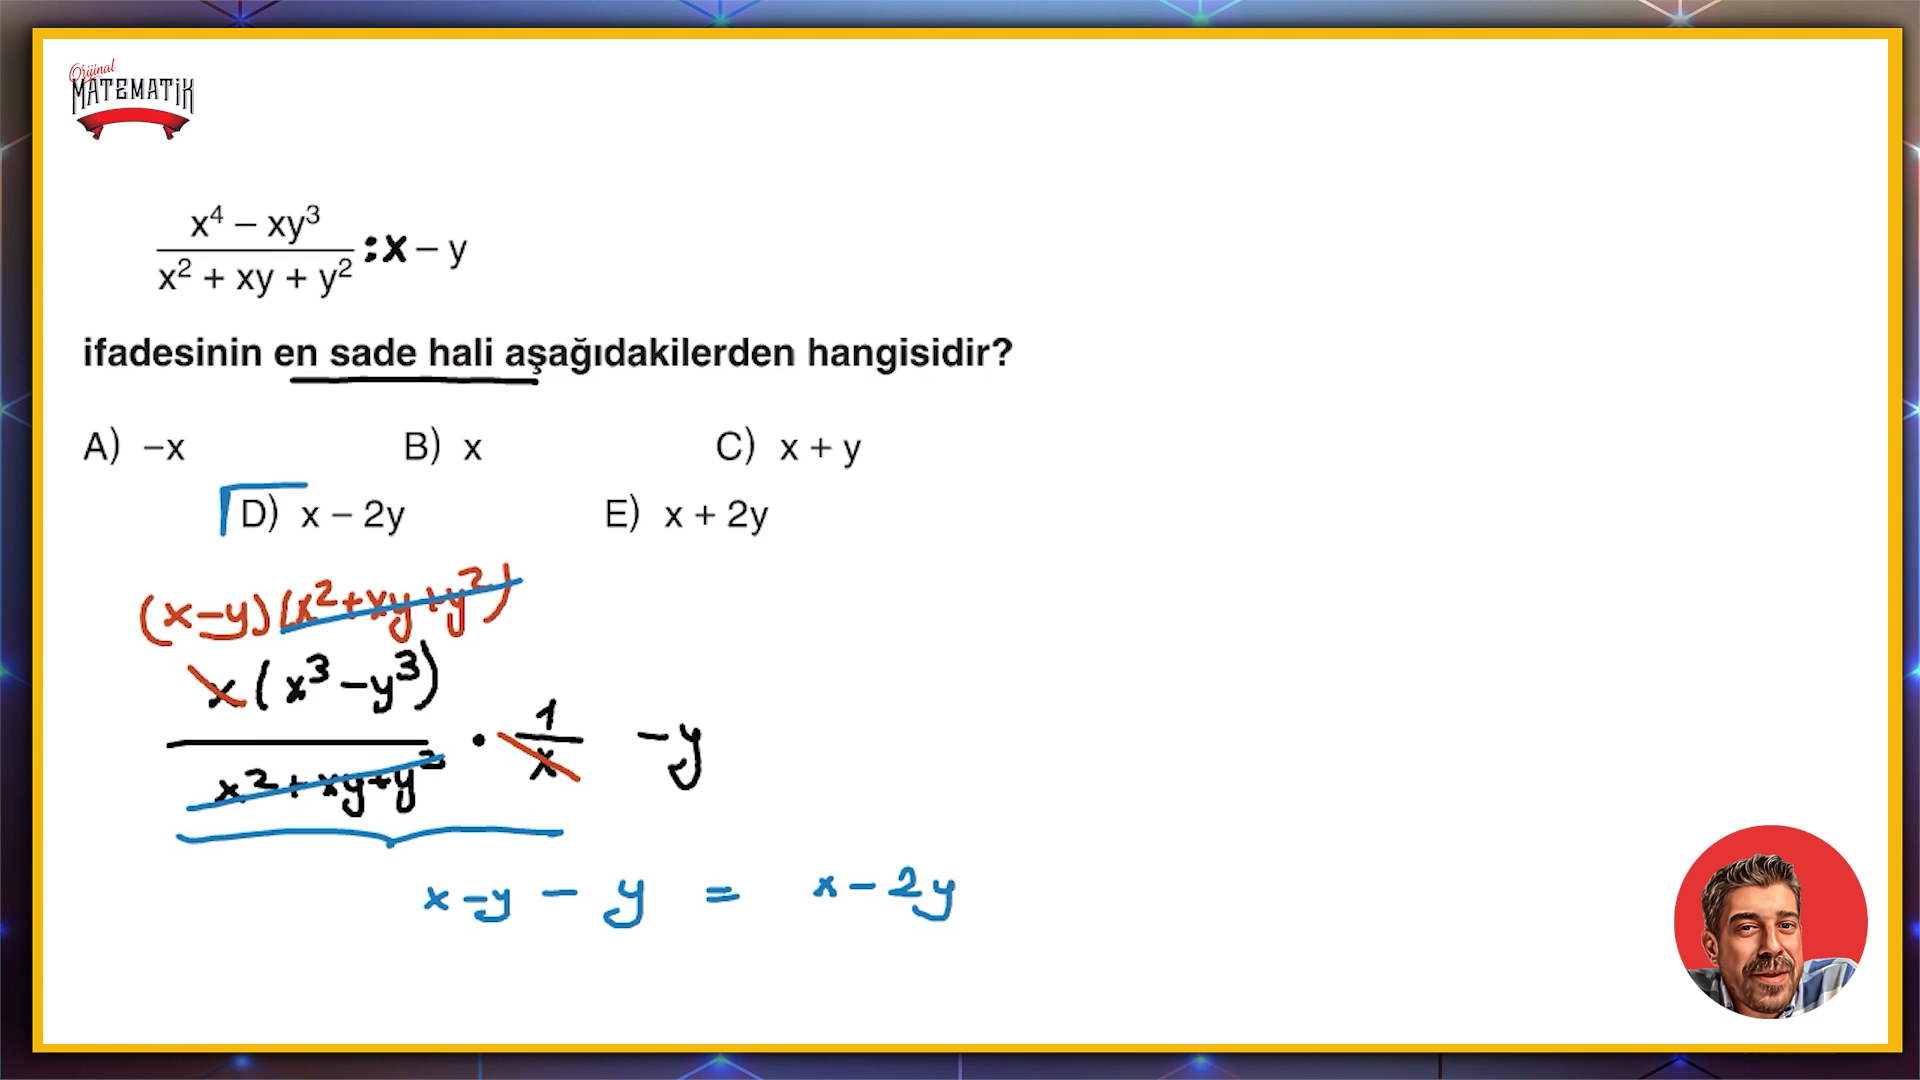 Orijinal
MATEMATİK
x⁴ – xy³
x² + xy + y² :x – y
ifadesinin en sade hali aşağıdakilerden hangisidir?
A) –x B) x C) x + y
D) x – 2y E) x + 2y
(x-y)(x²+xy+y²)
x(x³-y³)
x²+xy+y² · 1/x -y
x-y - y = x-2y